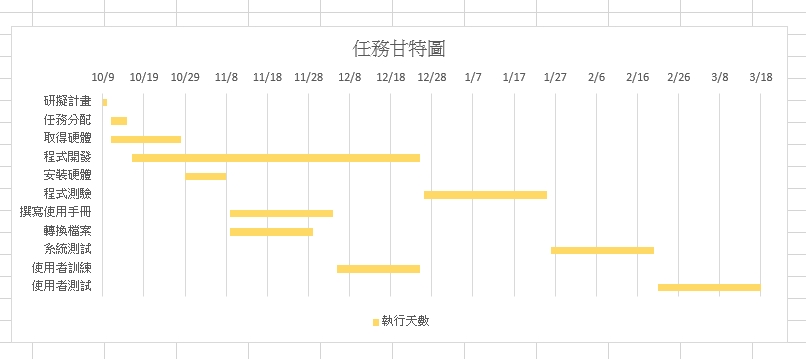 任務甘特圖
10/9 10/19 10/29 11/8 11/18 11/28 12/8 12/18 12/28 1/7 1/17 1/27 2/6 2/16 2/26 3/8 3/18
研擬計畫
任務分配
取得硬體
程式開發
安裝硬體
程式測驗
撰寫使用手冊
轉換檔案
系統測試
使用者訓練
使用者測試
執行天數